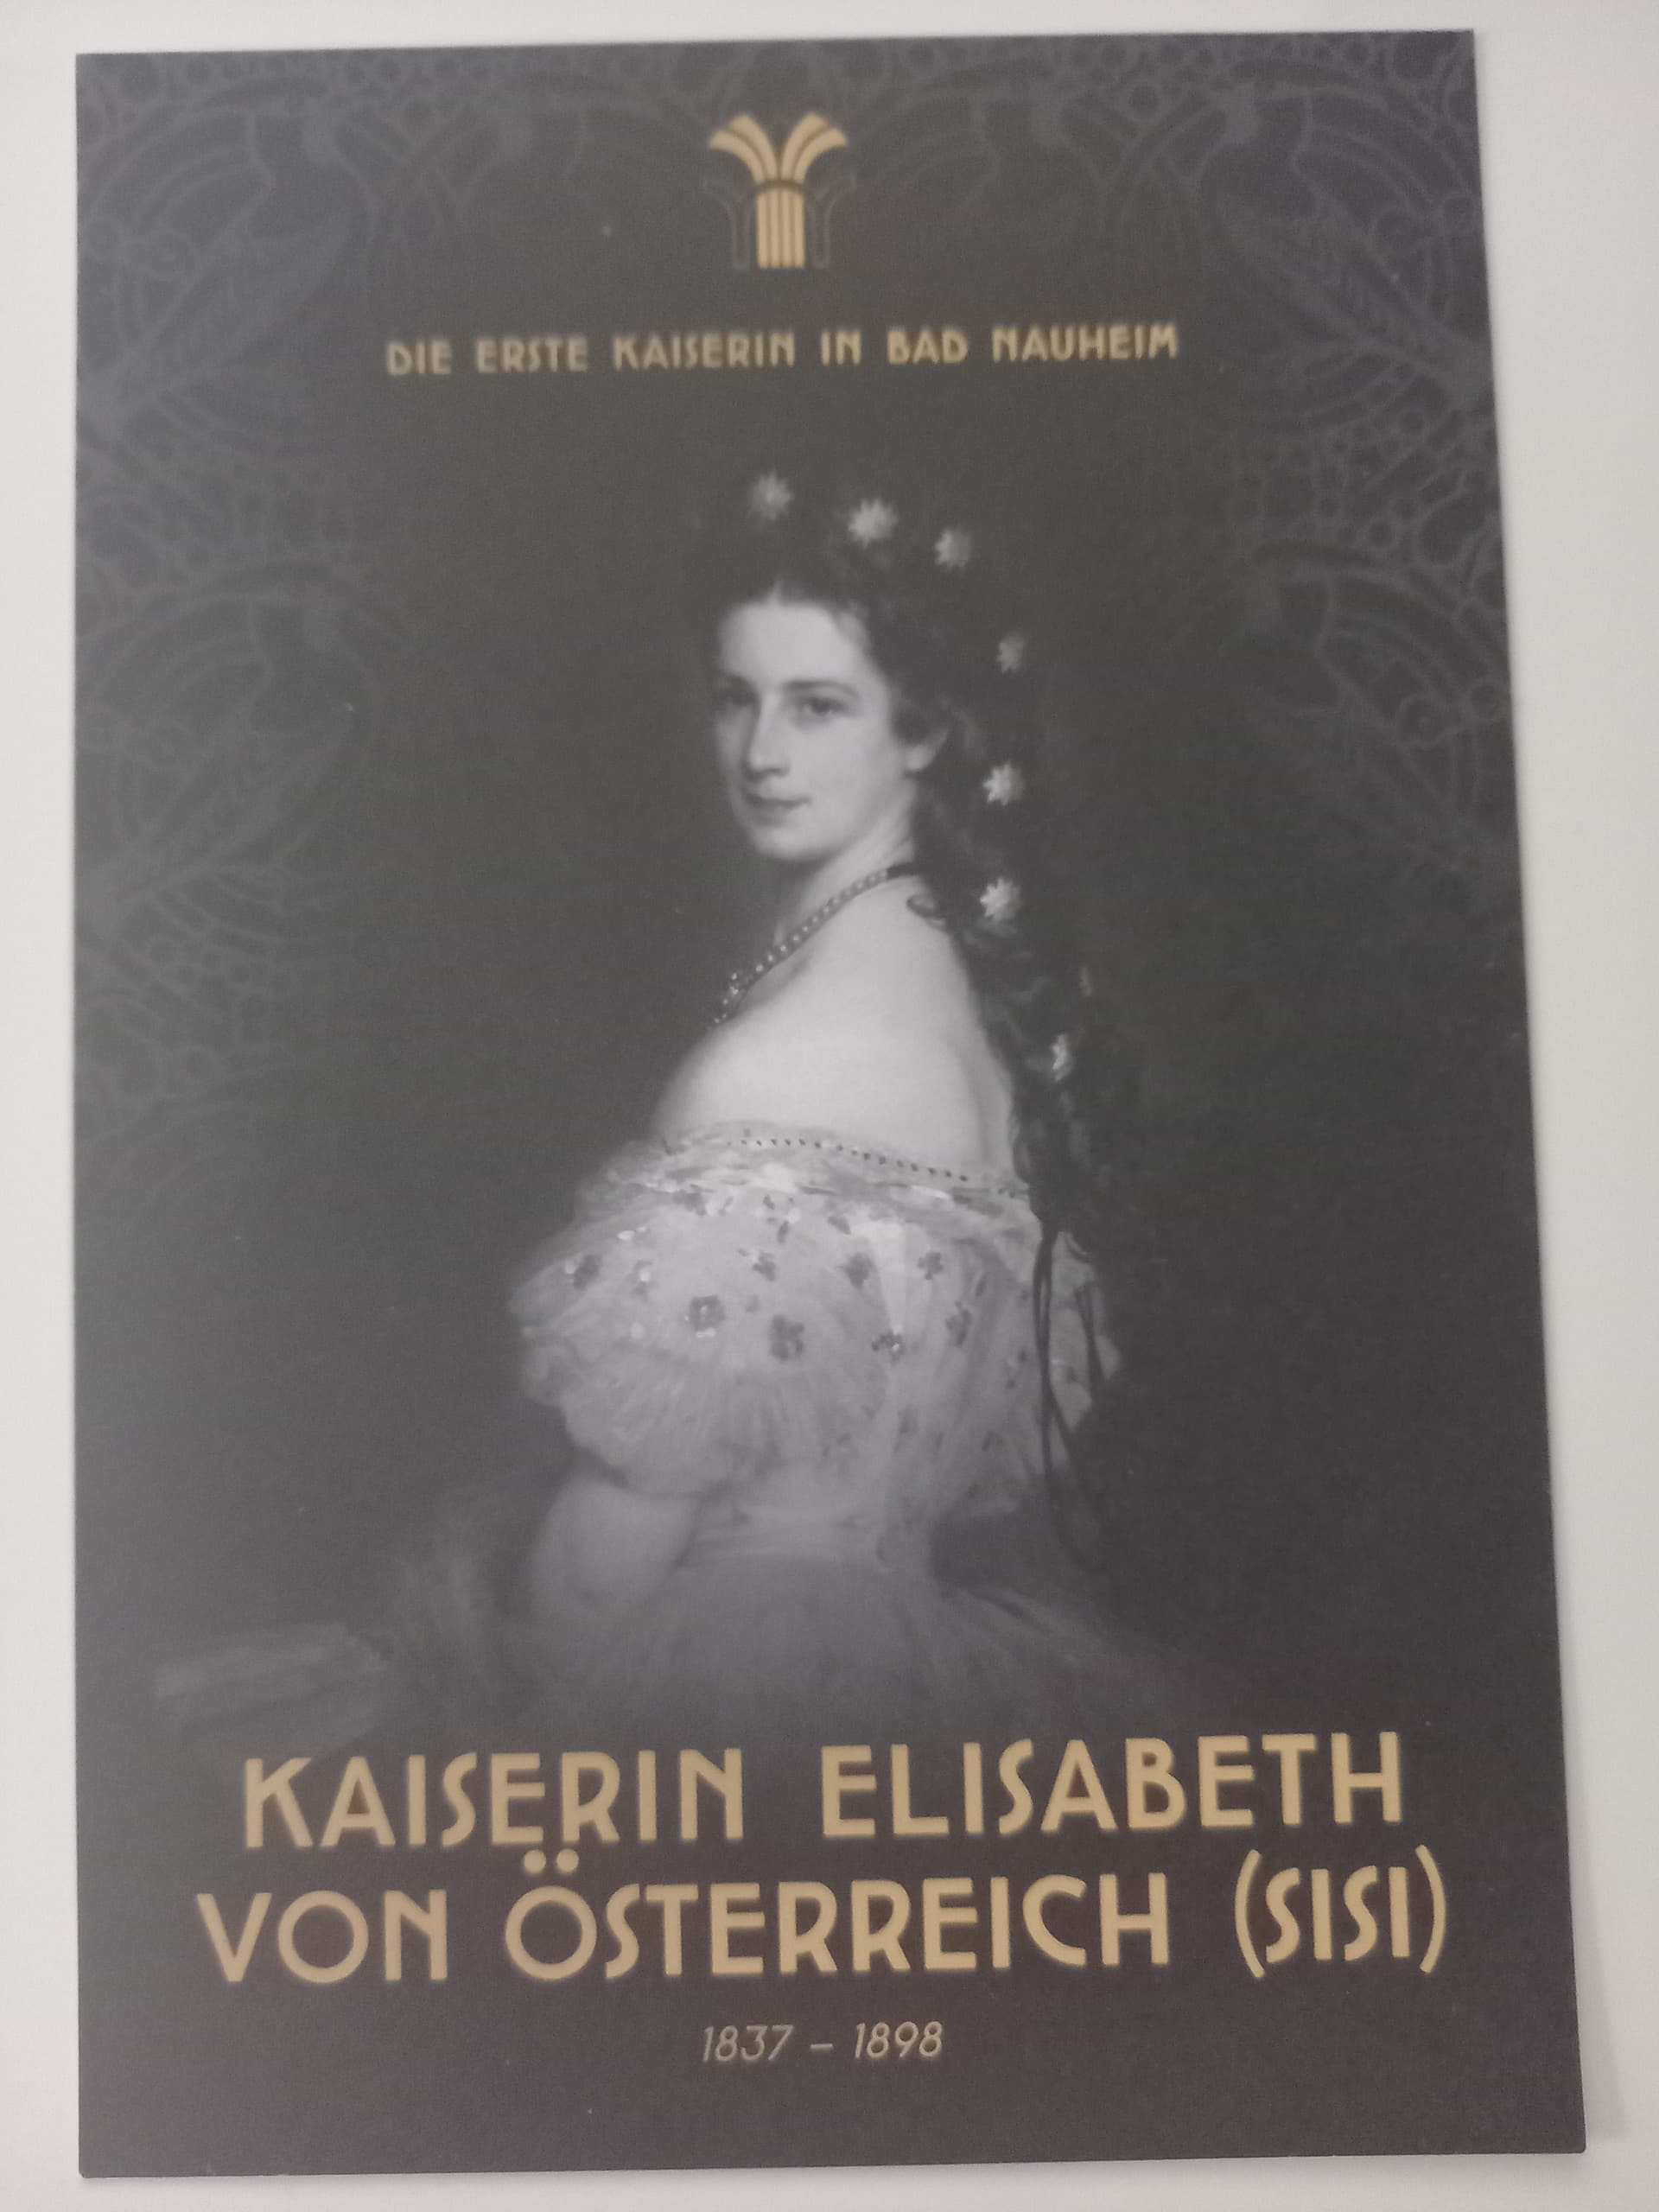 DIE ERSTE KAISERIN IN BAD NAUHEIM
KAISERIN ELISABETH
VON ÖSTERREICH (SISI)
1837 – 1898